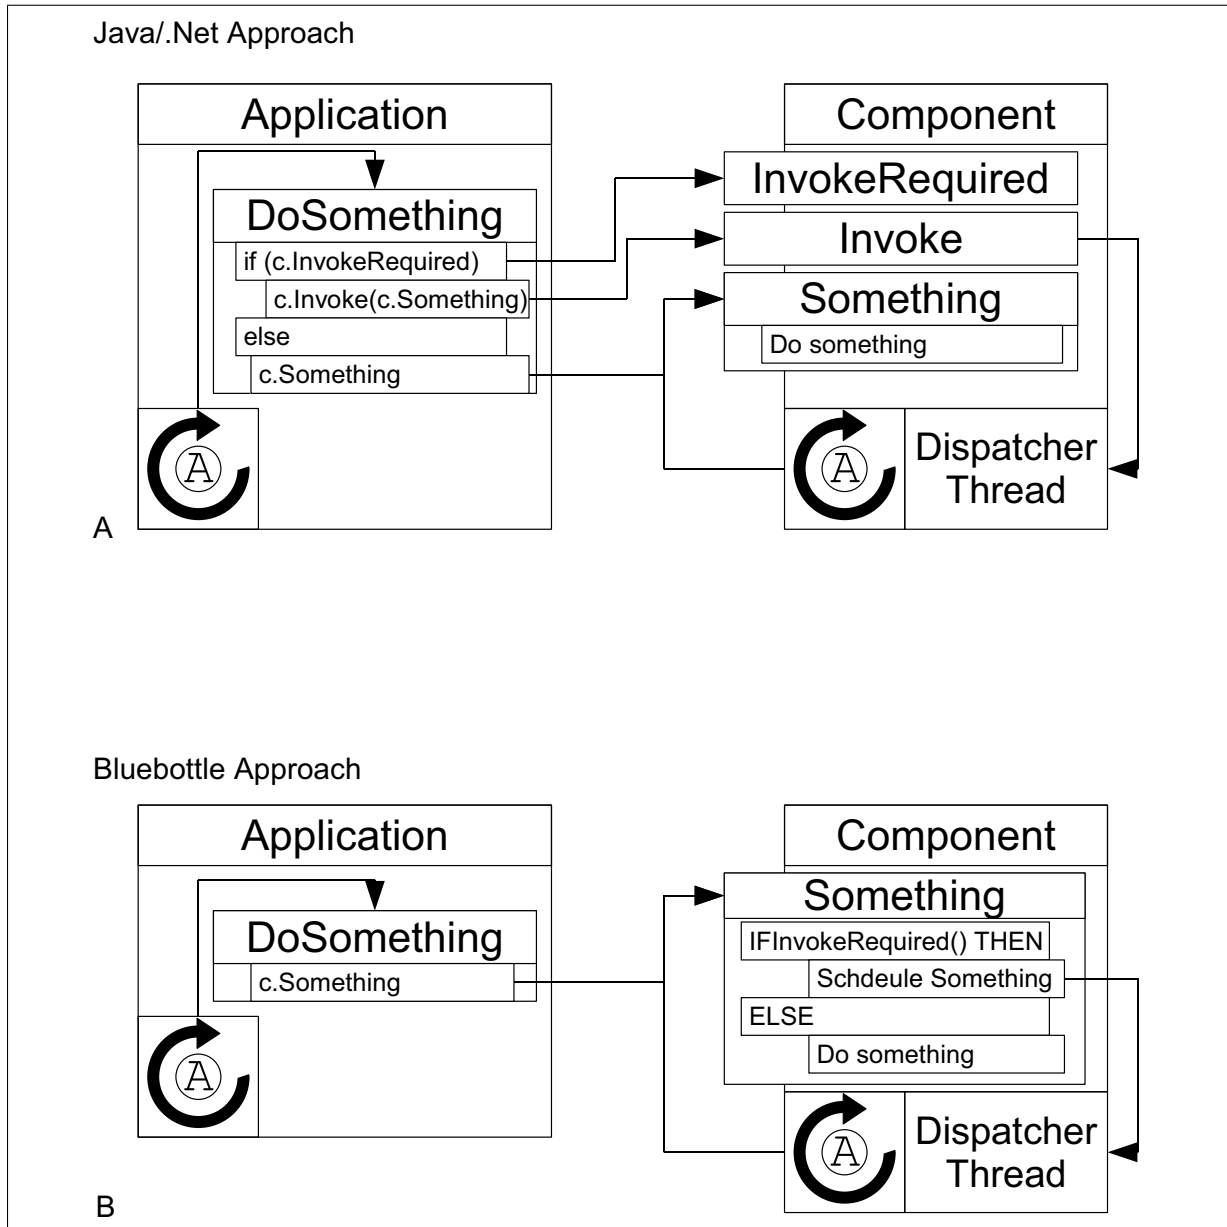 Java/.Net Approach
Application
DoSomething
if (c.InvokeRequired)
c.Invoke(c.Something)
else
c.Something
A
Component
InvokeRequired
Invoke
Something
Do something
A
Dispatcher
Thread
A
Bluebottle Approach
Application
DoSomething
c.Something
A
Component
Something
IFInvokeRequired() THEN
Schdeule Something
ELSE
Do something
A
Dispatcher
Thread
B